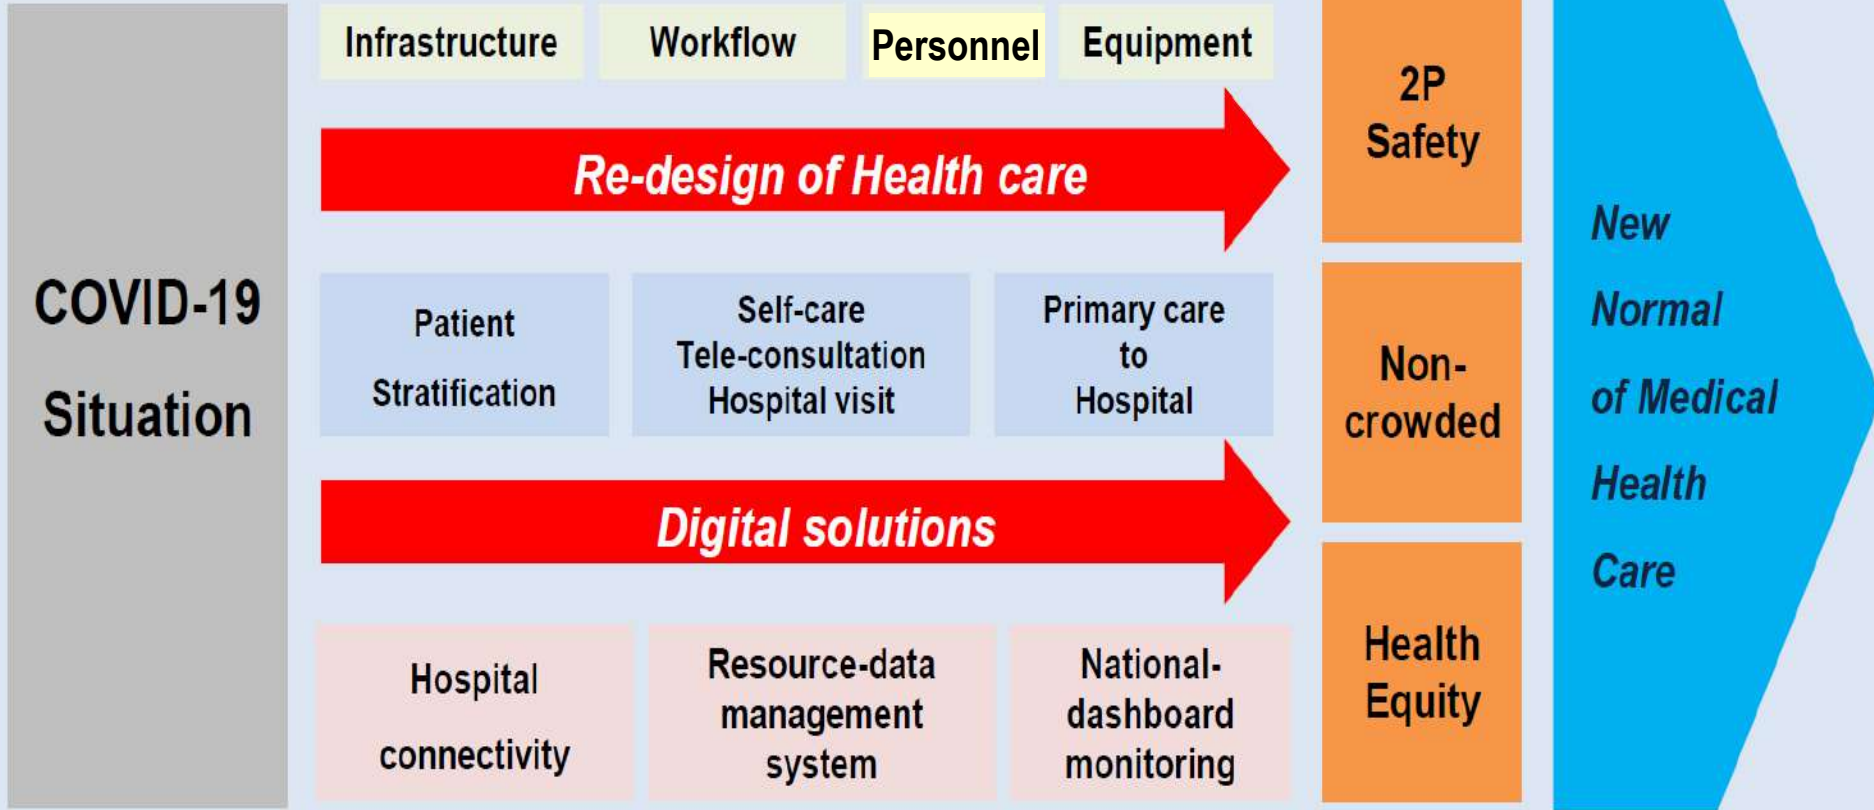 COVID-19
Situation
Infrastructure
Workflow
Personnel
Equipment
Re-design of Health care
Patient
Stratification
Self-care
Tele-consultation
Hospital visit
Primary care
to
Hospital
Digital solutions
Hospital
connectivity
Resource-data
management
system
National-
dashboard
monitoring
2P
Safety
Non-
crowded
Health
Equity
New
Normal
of Medical
Health
Care